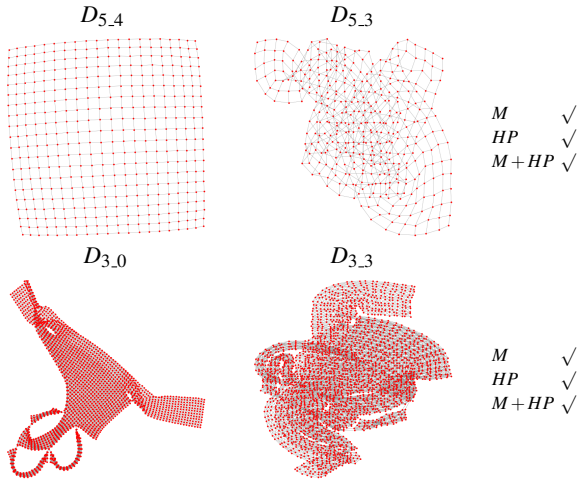 D5_4 D5_3
M √
HP √
M + HP √
D3_0 D3_3
M √
HP √
M + HP √